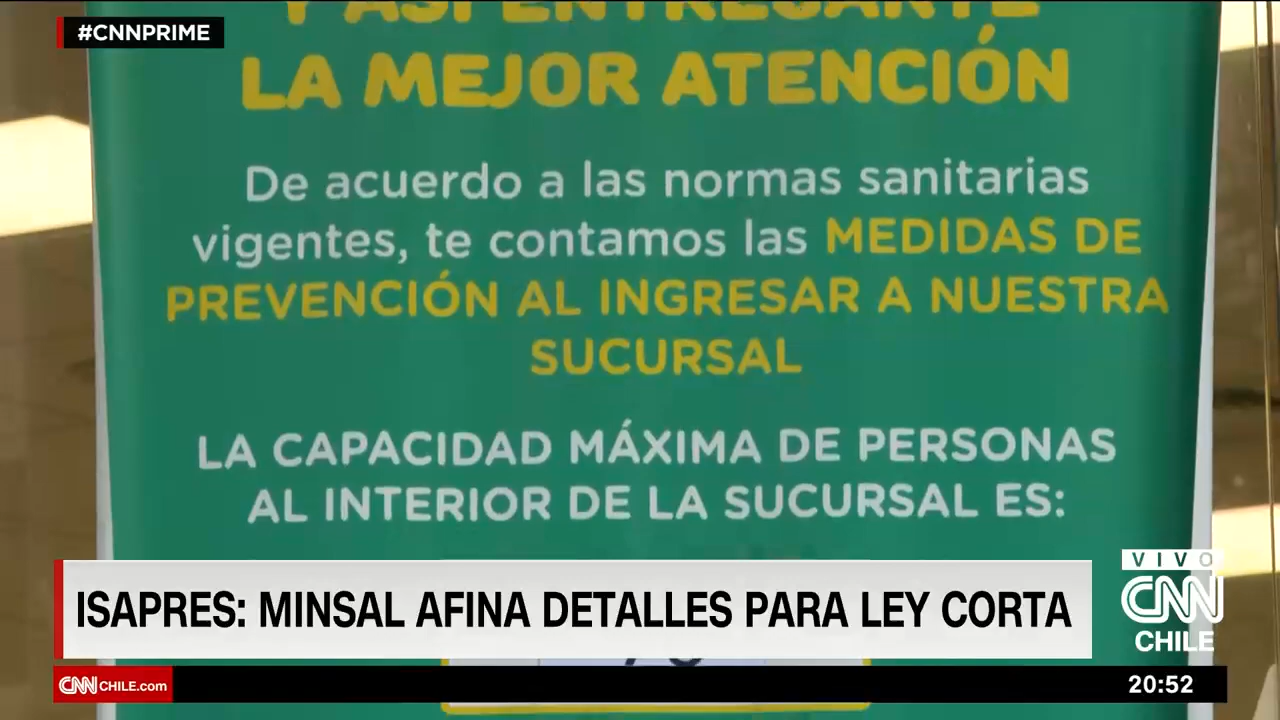 #CNNPRIME
Y ASÍ ENTREGARTE
LA MEJOR ATENCIÓN
De acuerdo a las normas sanitarias
vigentes, te contamos las MEDIDAS DE
PREVENCIÓN AL INGRESAR A NUESTRA
SUCURSAL
LA CAPACIDAD MÁXIMA DE PERSONAS
AL INTERIOR DE LA SUCURSAL ES:
ISAPRES: MINSAL AFINA DETALLES PARA LEY CORTA
VIVO
CNN
CHILE
CNNCHILE.com
20:52